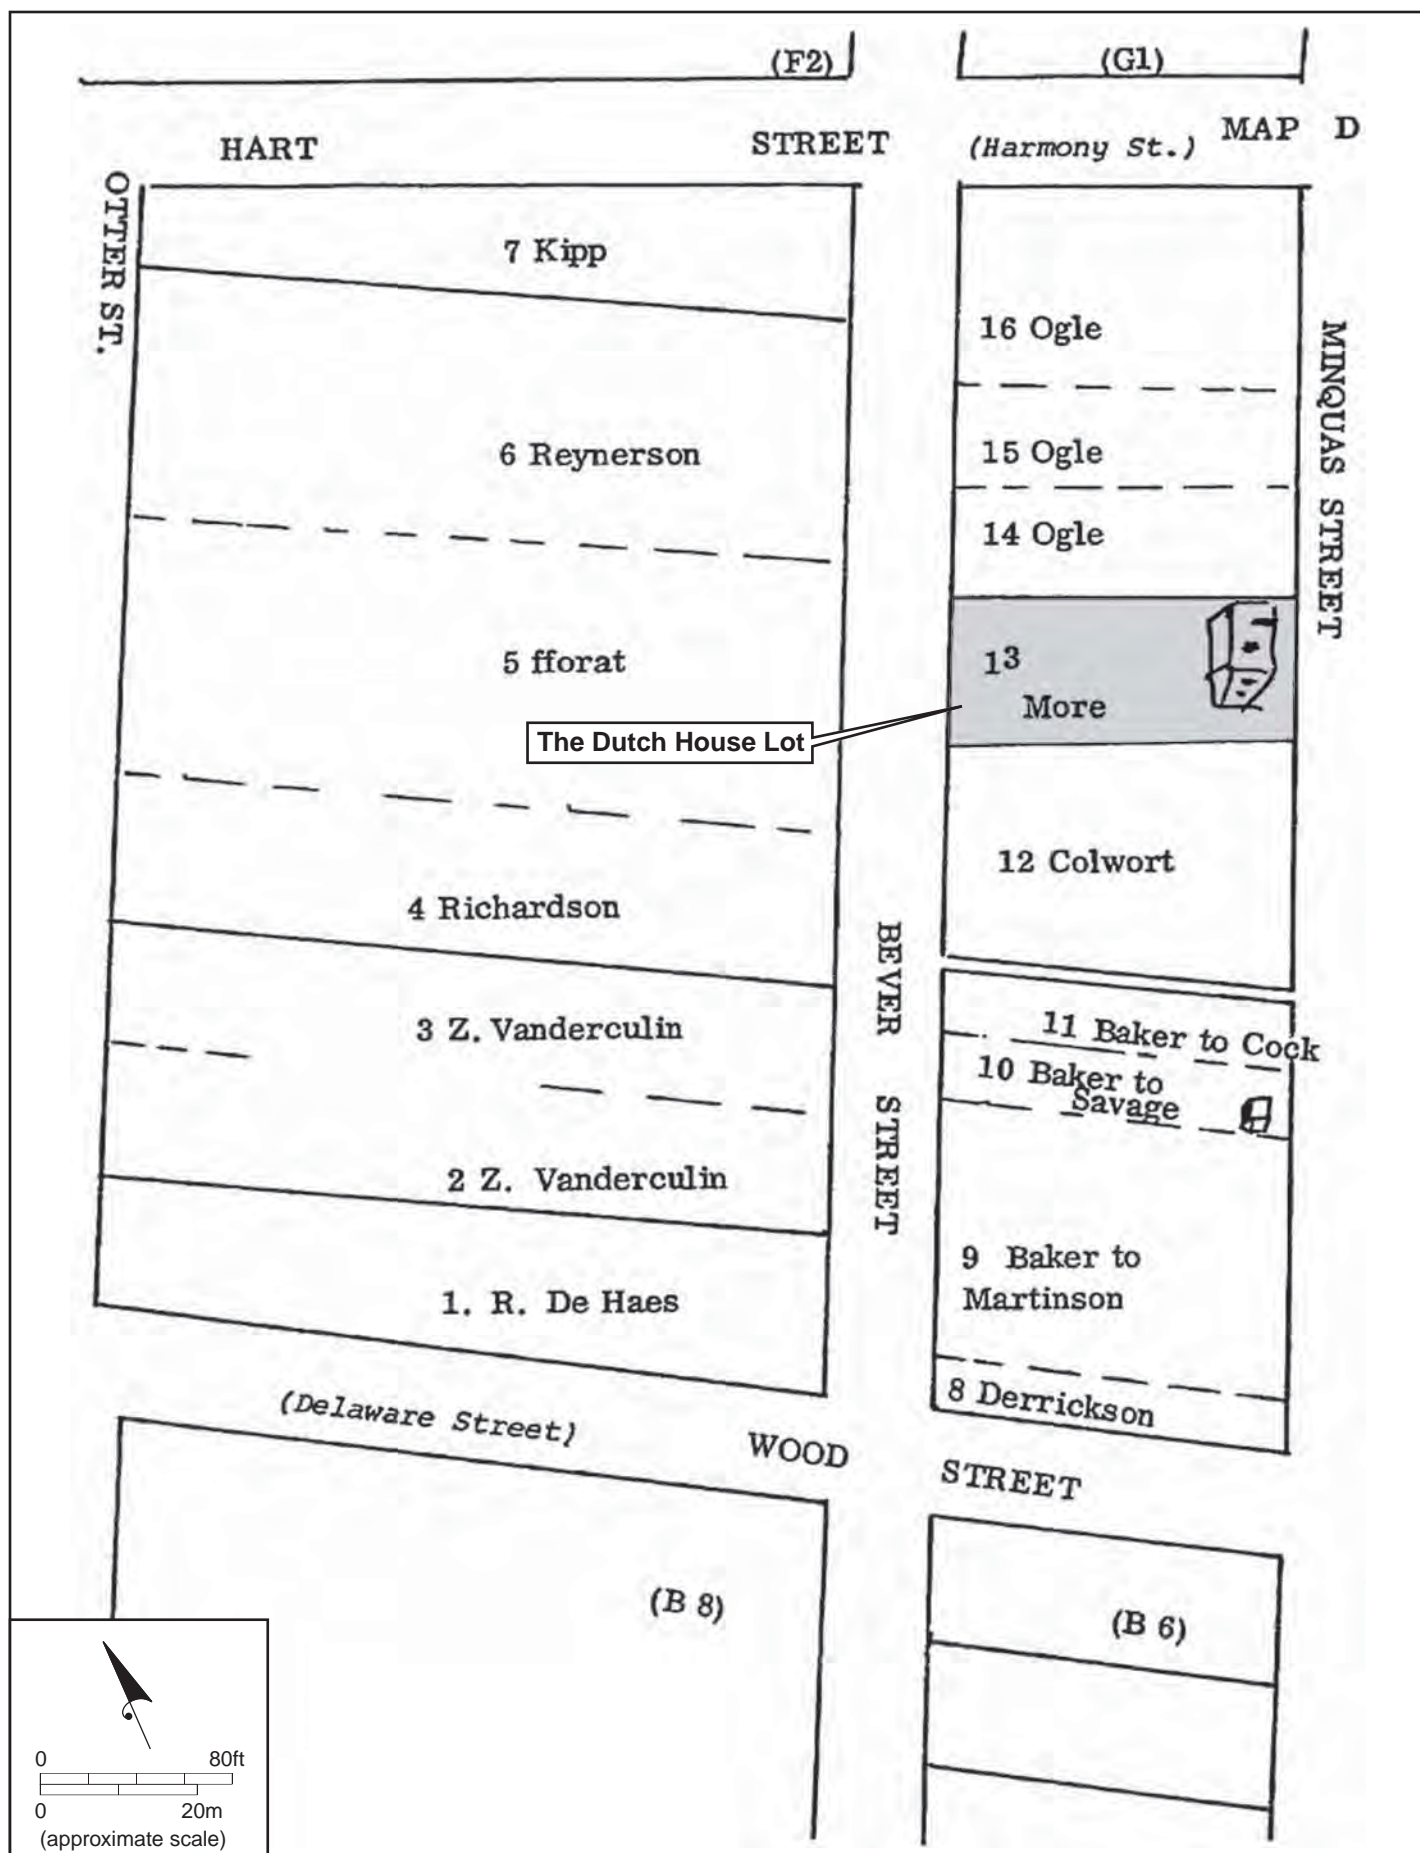 (F2)
(G1)
HART STREET (Harmony St.)
MAP D
OTTER ST.
7 Kipp
6 Reynerson
5 fforat
4 Richardson
3 Z. Vanderculin
2 Z. Vanderculin
1. R. De Haes
BEVER STREET
16 Ogle
15 Ogle
14 Ogle
13
More
The Dutch House Lot
12 Colwort
11 Baker to Cock
10 Baker to
Savage
9 Baker to
Martinson
8 Derrickson
MINQUAS STREET
(Delaware Street)
WOOD STREET
(B 8)
(B 6)
0 80ft
0 20m
(approximate scale)